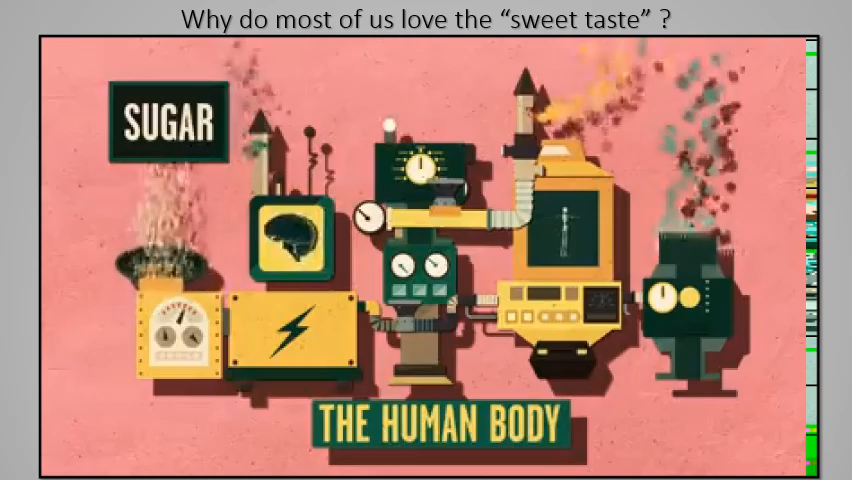 Why do most of us love the “sweet taste” ?
SUGAR
THE HUMAN BODY